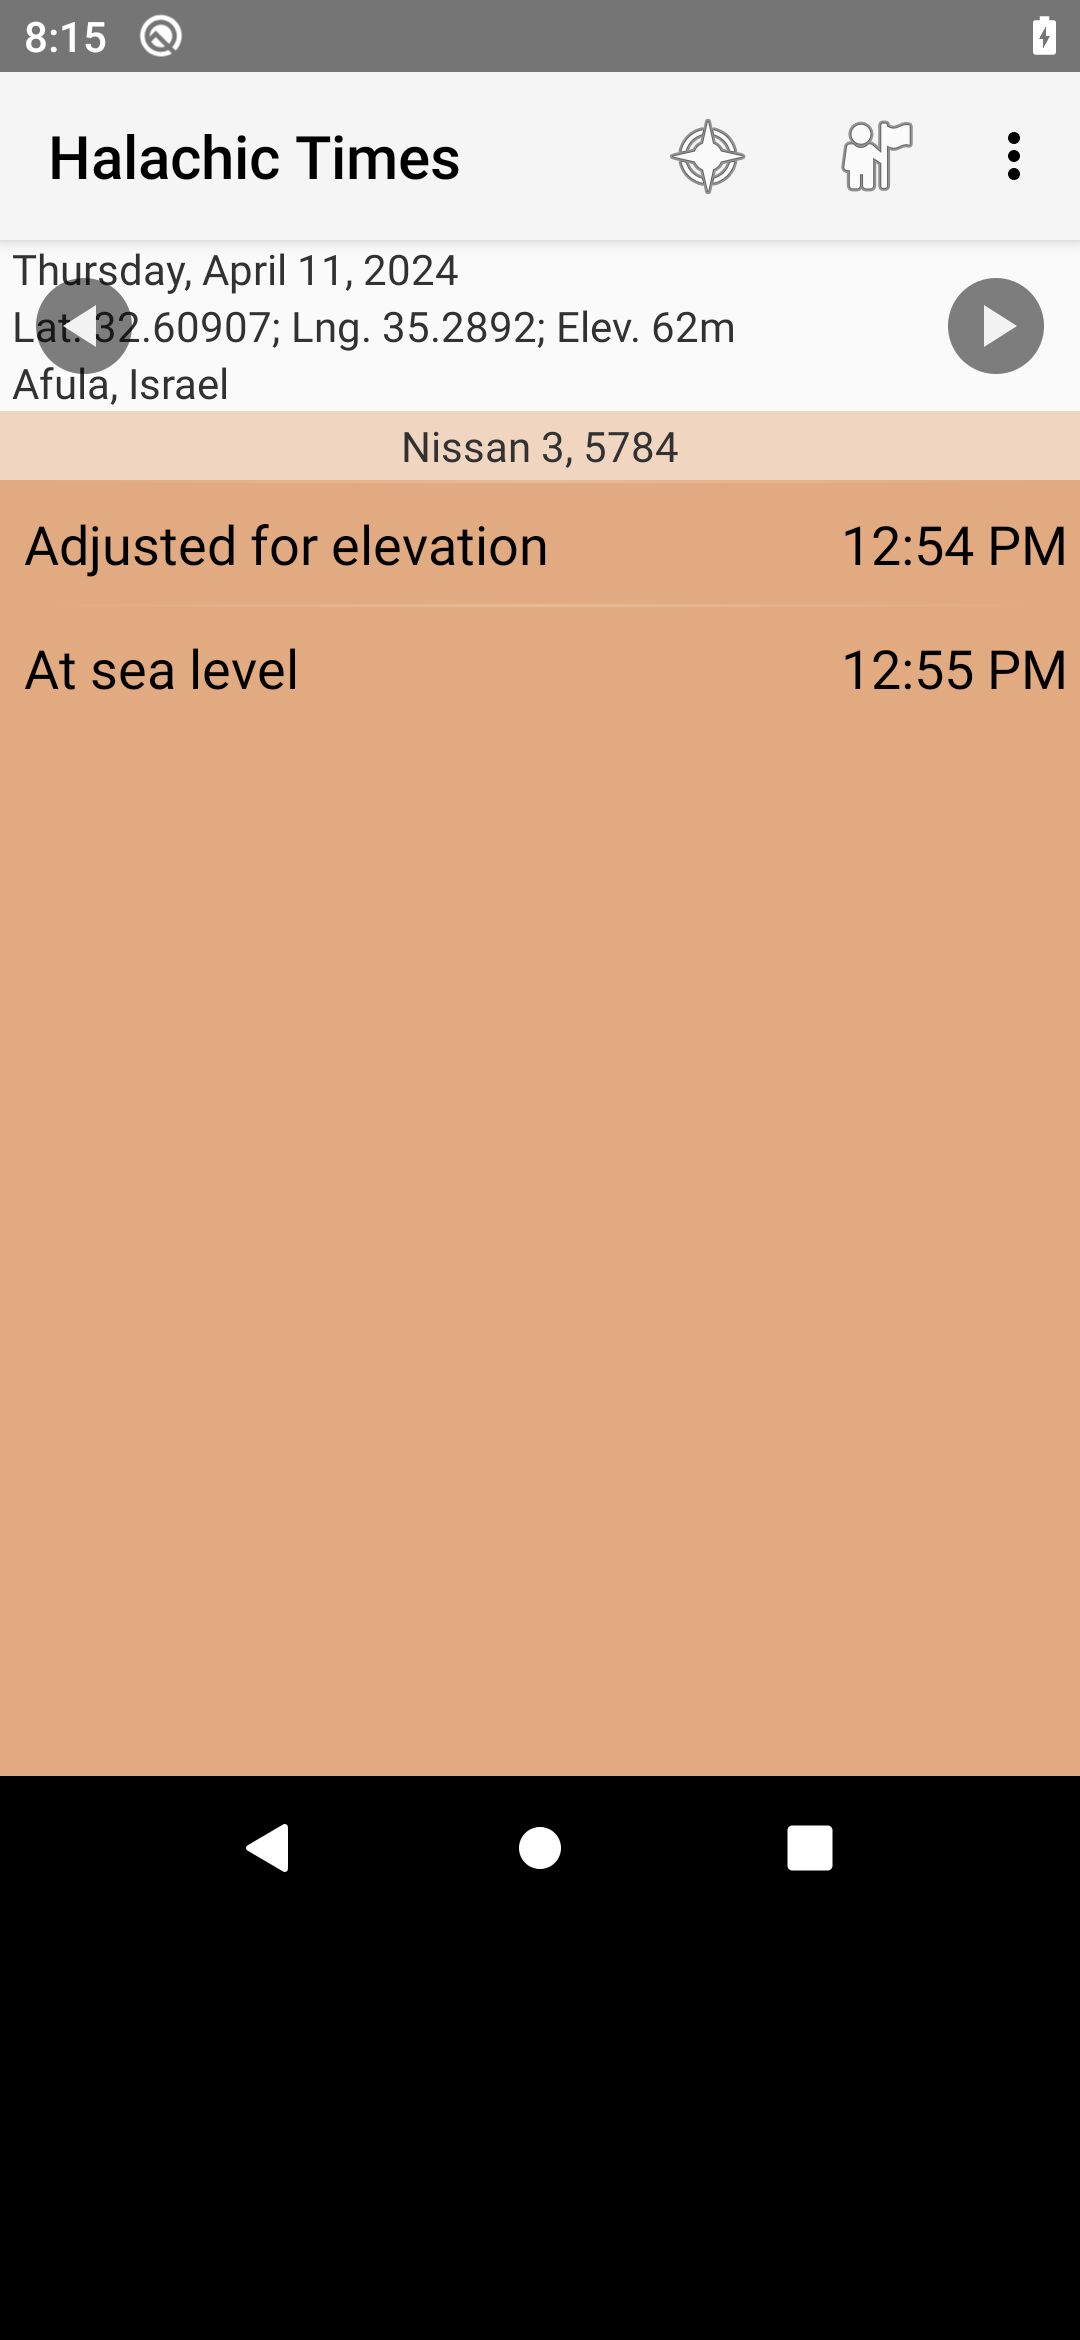 8:15
Halachic Times
Thursday, April 11, 2024
Lat. 32.60907; Lng. 35.2892; Elev. 62m
Afula, Israel
Nissan 3, 5784
Adjusted for elevation 12:54 PM
At sea level 12:55 PM